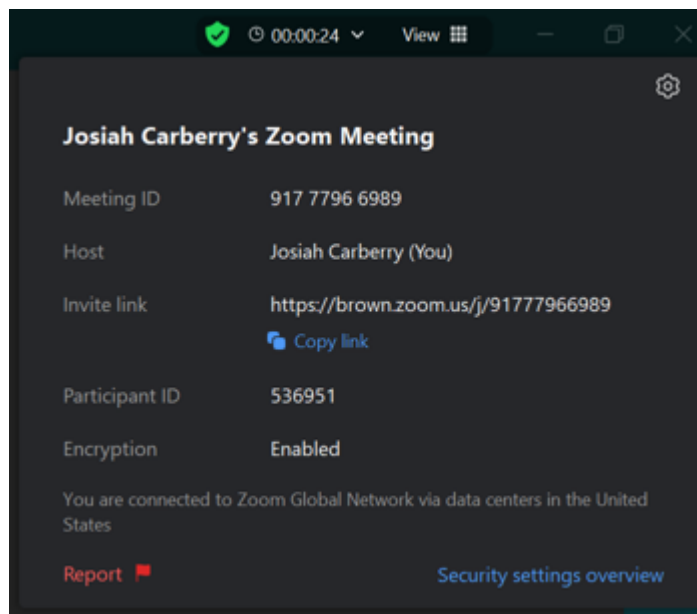 00:00:24 View
Josiah Carberry's Zoom Meeting
Meeting ID 917 7796 6989
Host Josiah Carberry (You)
Invite link https://brown.zoom.us/j/91777966989
Copy link
Participant ID 536951
Encryption Enabled
You are connected to Zoom Global Network via data centers in the United
States
Report Security settings overview